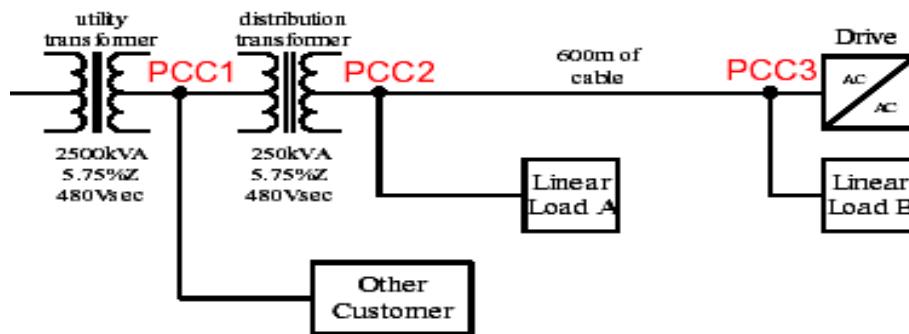 utility
transformer
distribution
transformer
PCC1
PCC2
600m of
cable
PCC3
Drive
AC
AC
2500kVA
5.75%Z
480Vsec
250kVA
5.75%Z
480Vsec
Linear
Load A
Linear
Load B
Other
Customer